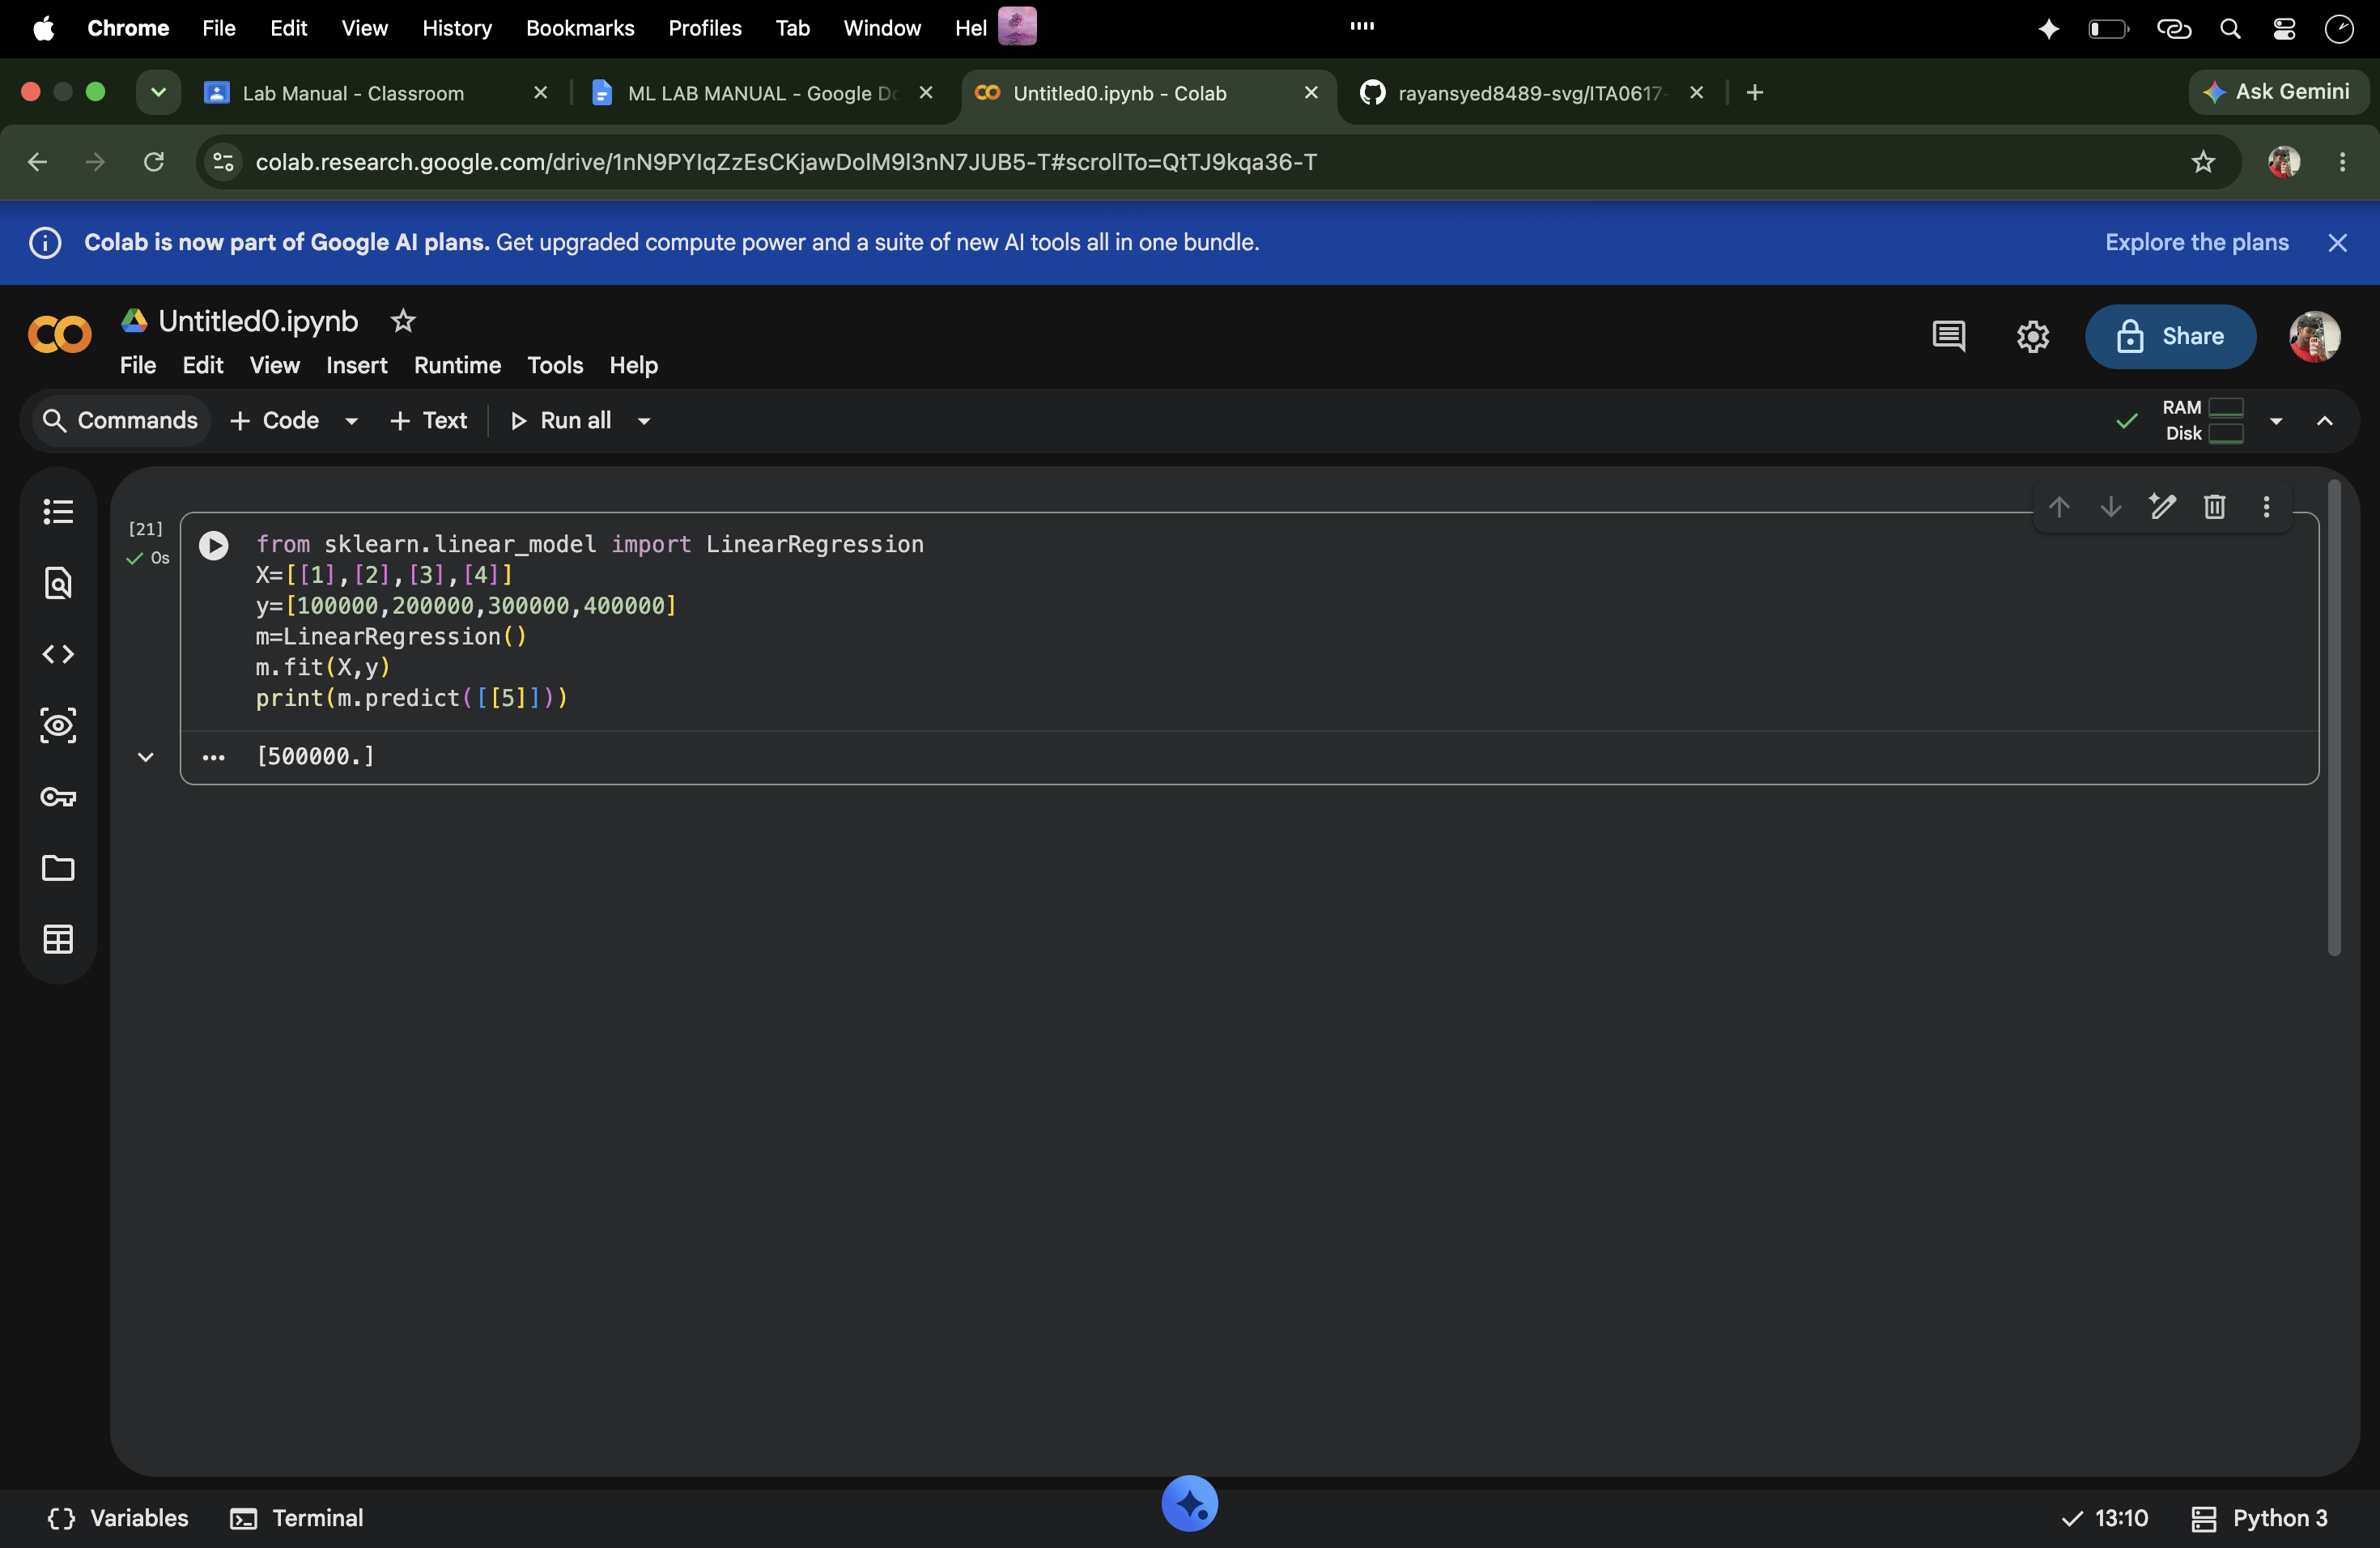 Chrome File Edit View History Bookmarks Profiles Tab Window Hel
Lab Manual - Classroom
ML LAB MANUAL - Google Do
Untitled0.ipynb - Colab
rayansyed8489-svg/ITA0617-
Ask Gemini
colab.research.google.com/drive/1nN9PYIqZzEsCKjawDolM9l3nN7JUB5-T#scrollTo=QtTJ9kqa36-T
Colab is now part of Google AI plans. Get upgraded compute power and a suite of new AI tools all in one bundle.
Explore the plans
CO
Untitled0.ipynb
File Edit View Insert Runtime Tools Help
Share
Commands + Code + Text Run all
RAM
Disk
[21]
0s
from sklearn.linear_model import LinearRegression
X=[[1],[2],[3],[4]]
y=[100000,200000,300000,400000]
m=LinearRegression()
m.fit(X,y)
print(m.predict([[5]]))
[500000.]
{} Variables
Terminal
13:10
Python 3